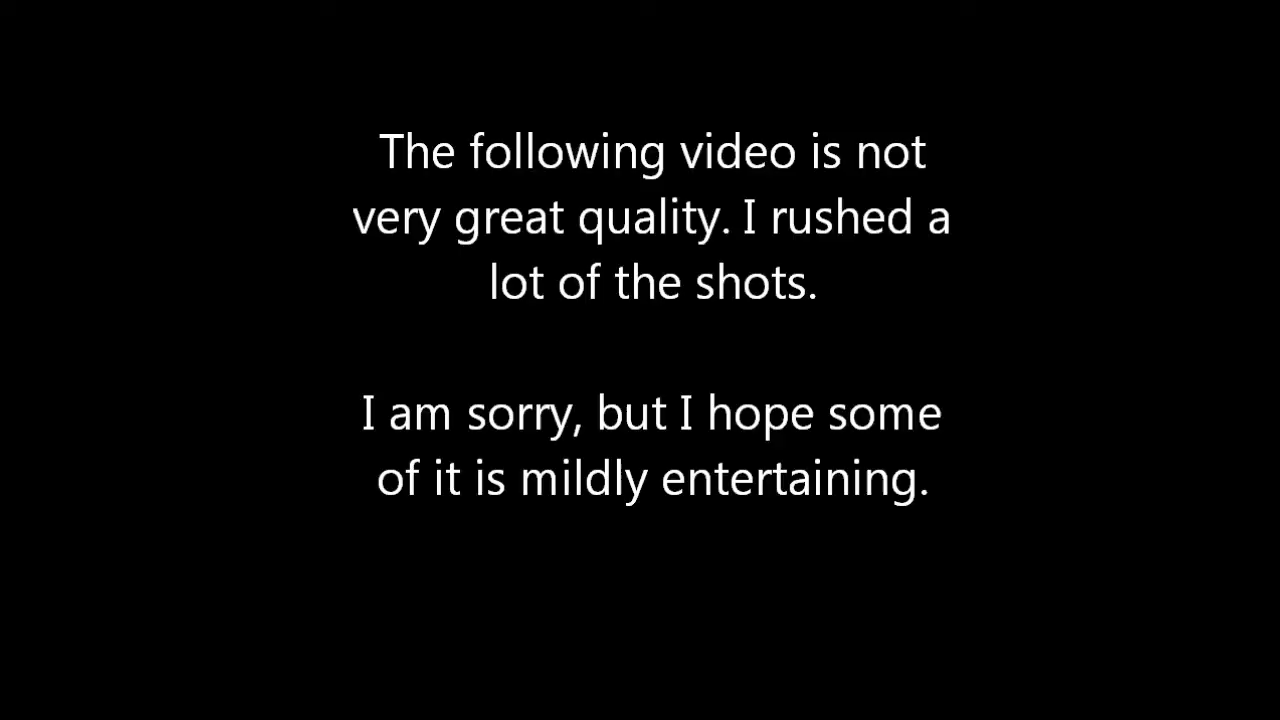 The following video is not
very great quality. I rushed a
lot of the shots.
I am sorry, but I hope some
of it is mildly entertaining.